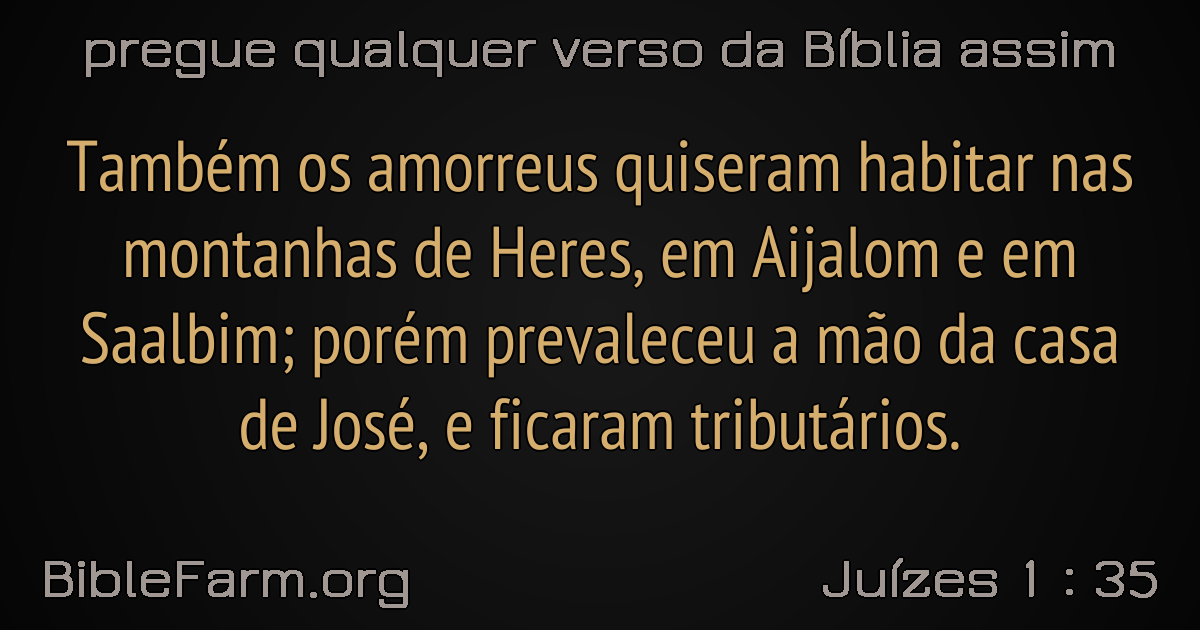 pregue qualquer verso da Bíblia assim
Também os amorreus quiseram habitar nas
montanhas de Heres, em Aijalom e em
Saalbim; porém prevaleceu a mão da casa
de José, e ficaram tributários.
BibleFarm.org
Juízes 1 : 35